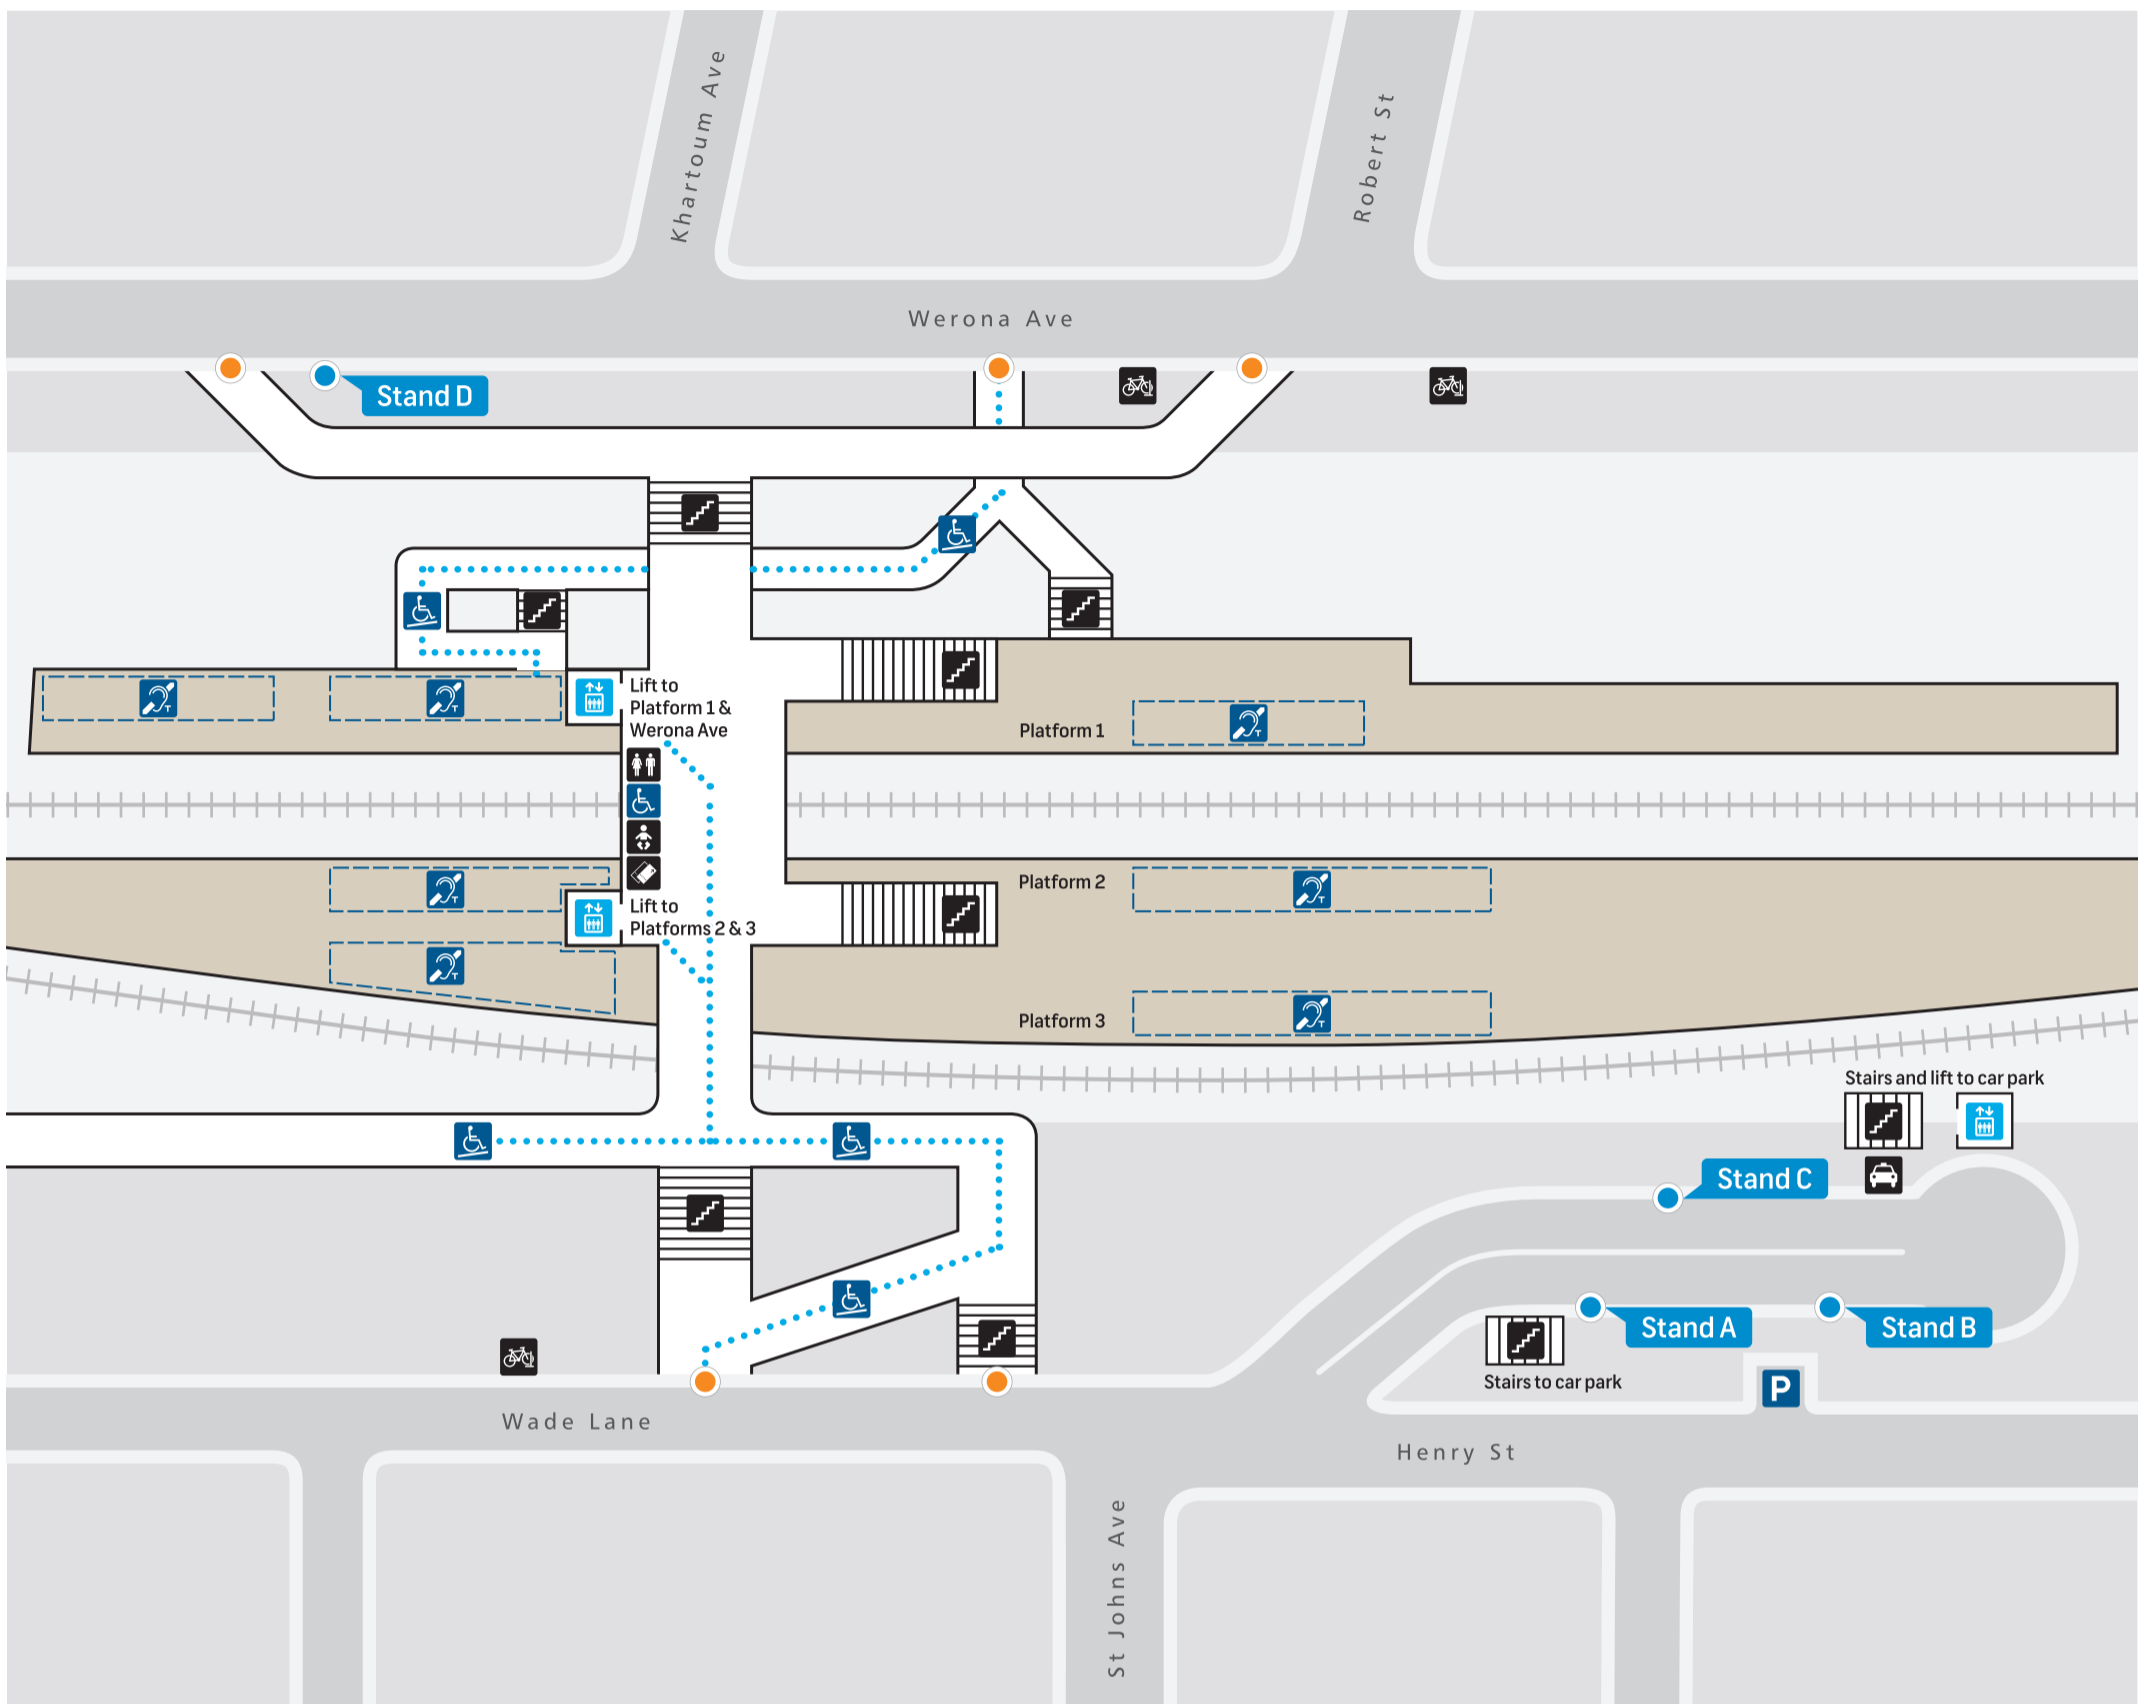 Khartoum Ave
Robert St
Werona Ave
Stand D
Lift to
Platform 1 &
Werona Ave
Platform 1
Platform 2
Lift to
Platforms 2 & 3
Platform 3
Stairs and lift to car park
Stand C
Stand A
Stand B
Stairs to car park
P
Wade Lane
Henry St
St Johns Ave
T
T
T
T
T
T
T